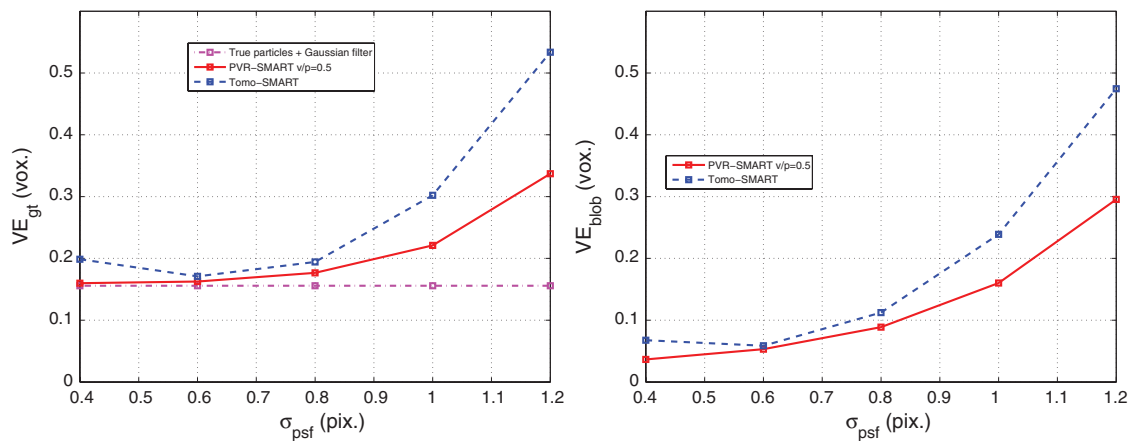 True particles + Gaussian filter
PVR-SMART v/p=0.5
Tomo-SMART
0.5
0.4
0.3
0.2
0.1
0
VE_gt (vox.)
0.4 0.5 0.6 0.7 0.8 0.9 1 1.1 1.2
σ_psf (pix.)
PVR-SMART v/p=0.5
Tomo-SMART
0.5
0.4
0.3
0.2
0.1
0
VE_blob (vox.)
0.4 0.5 0.6 0.7 0.8 0.9 1 1.1 1.2
σ_psf (pix.)